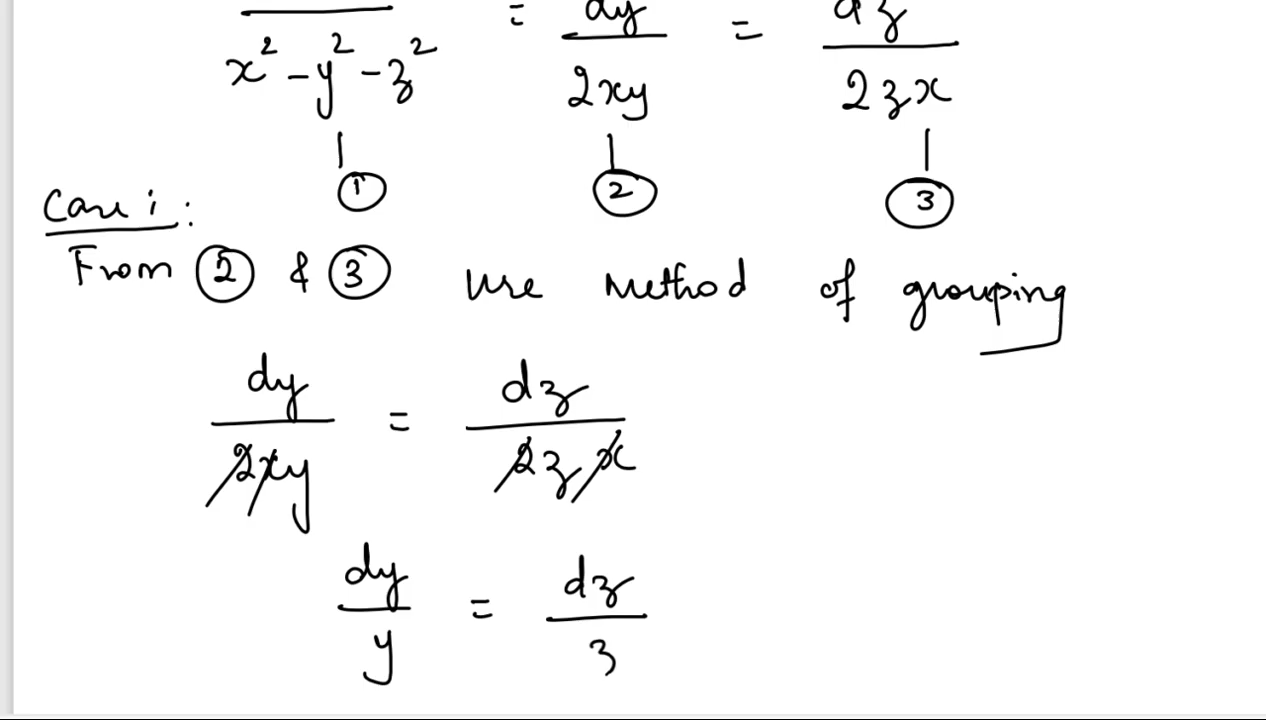 = dy/2xy = dz/2zx
x² - y² - z²
① ② ③
Case i :
From ② & ③ use method of grouping
dy/2xy = dz/2zx
dy/y = dz/z